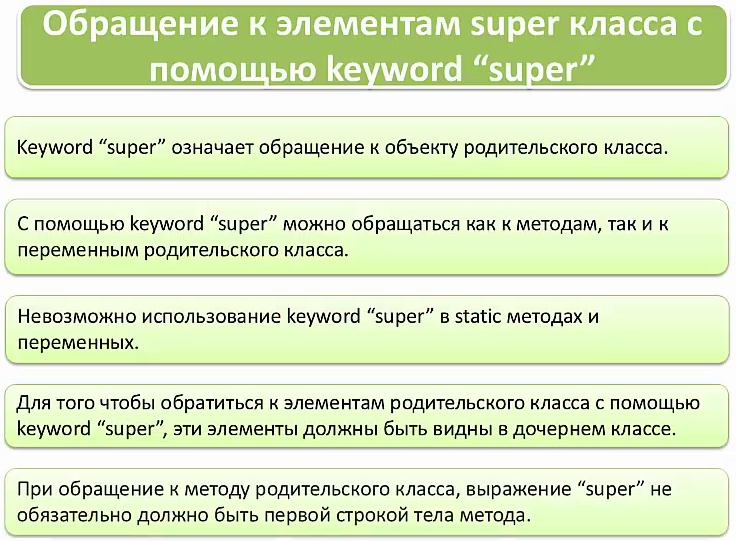 Обращение к элементам super класса с
помощью keyword “super”
Keyword “super” означает обращение к объекту родительского класса.
С помощью keyword “super” можно обращаться как к методам, так и к
переменным родительского класса.
Невозможно использование keyword “super” в static методах и
переменных.
Для того чтобы обратиться к элементам родительского класса с помощью
keyword “super”, эти элементы должны быть видны в дочернем классе.
При обращение к методу родительского класса, выражение “super” не
обязательно должно быть первой строкой тела метода.